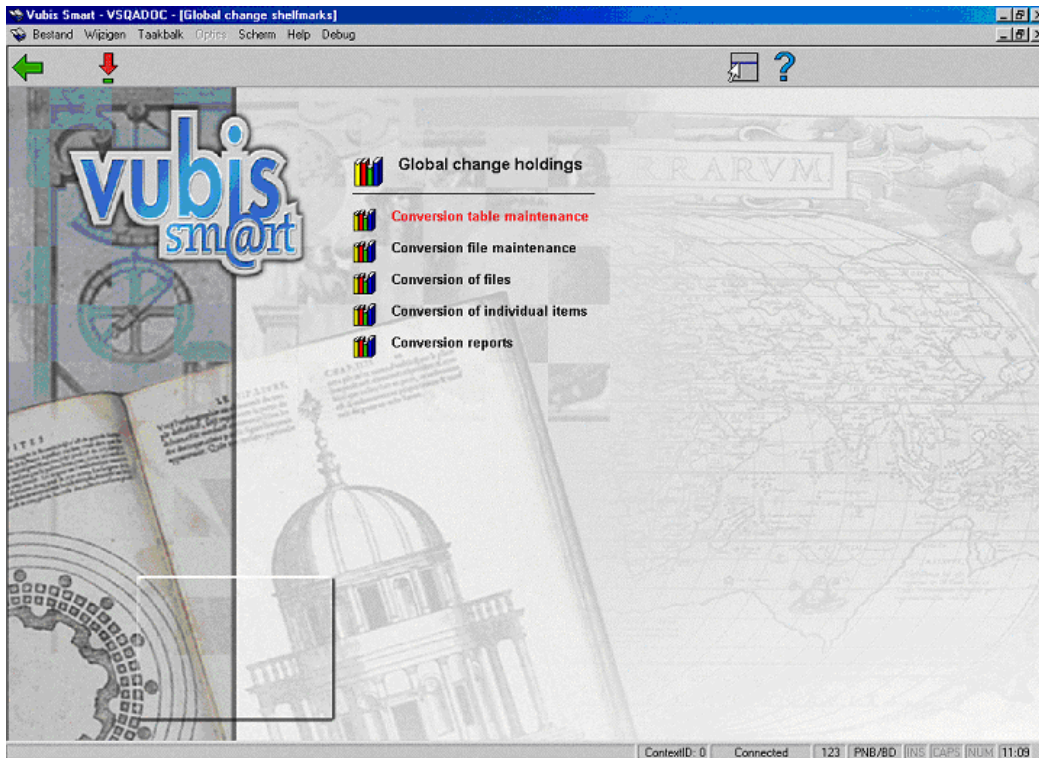 Vubis Smart - VSQADOC - [Global change shelfmarks]
Bestand Wijzigen Taakbalk Opties Scherm Help Debug
vubis
sm@rt
Global change holdings
Conversion table maintenance
Conversion file maintenance
Conversion of files
Conversion of individual items
Conversion reports
RRARVM
ContextID: 0 Connected 123 PNB/BD INS CAPS NUM 11:09